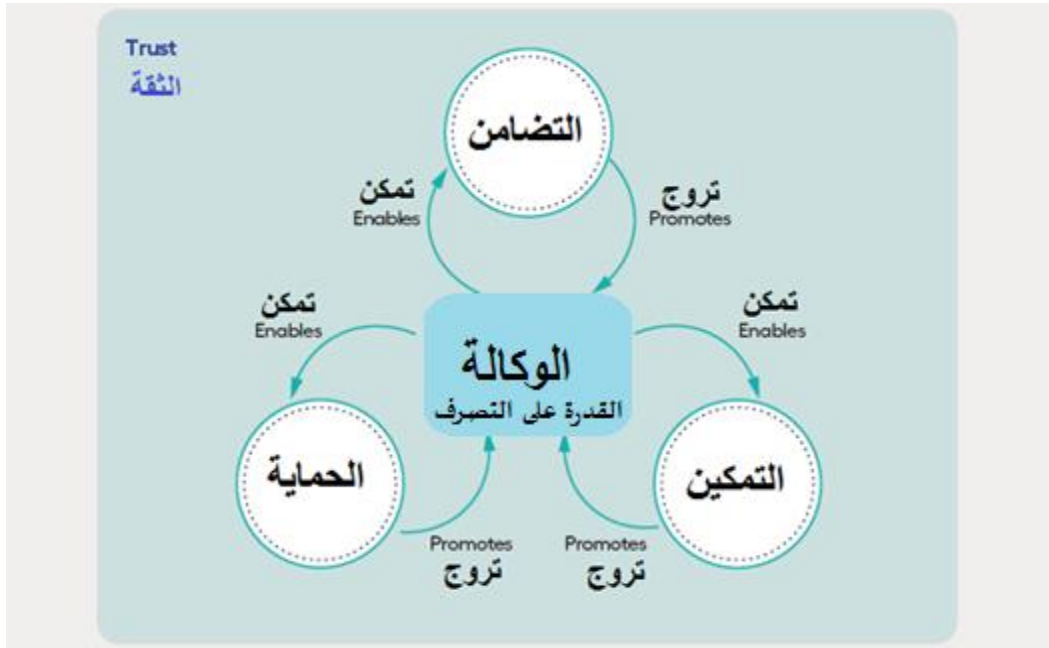 Trust
الثقة
التضامن
تمكن
Enables
تروج
Promotes
تمكن
Enables
تمكن
Enables
الوكالة
القدرة على التصرف
الحماية
التمكين
Promotes
تروج
Promotes
تروج